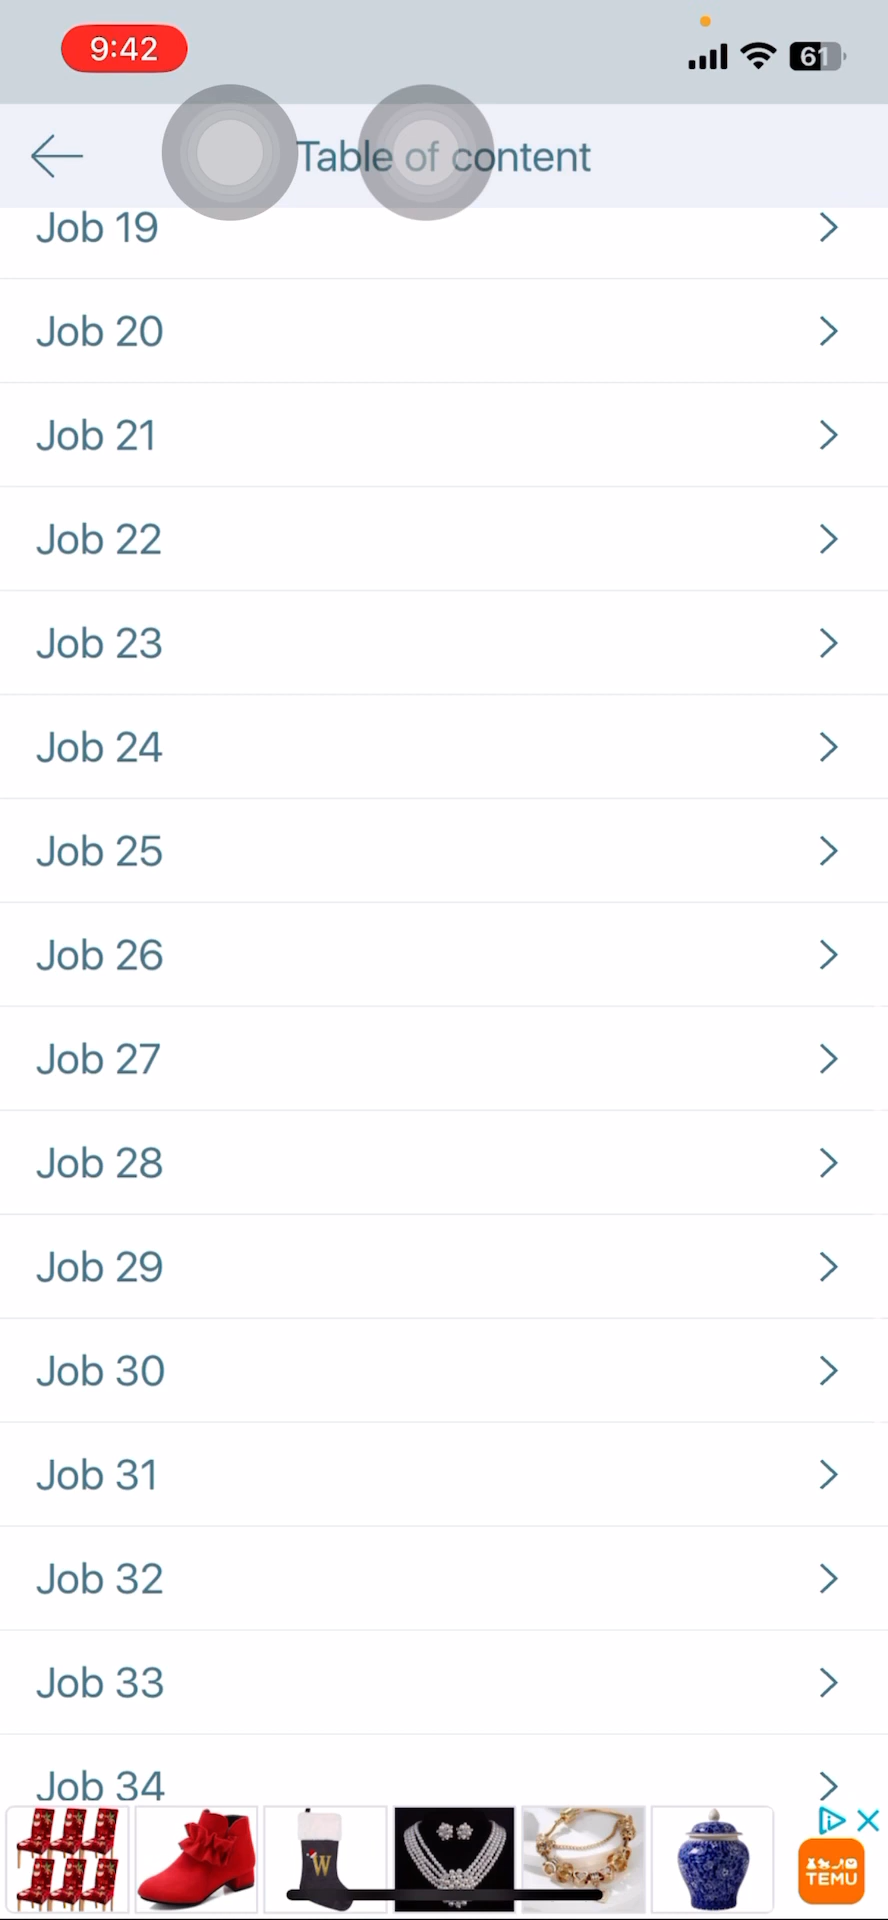 9:42
61
Table of content
Job 19
Job 20
Job 21
Job 22
Job 23
Job 24
Job 25
Job 26
Job 27
Job 28
Job 29
Job 30
Job 31
Job 32
Job 33
Job 34
W
TEMU